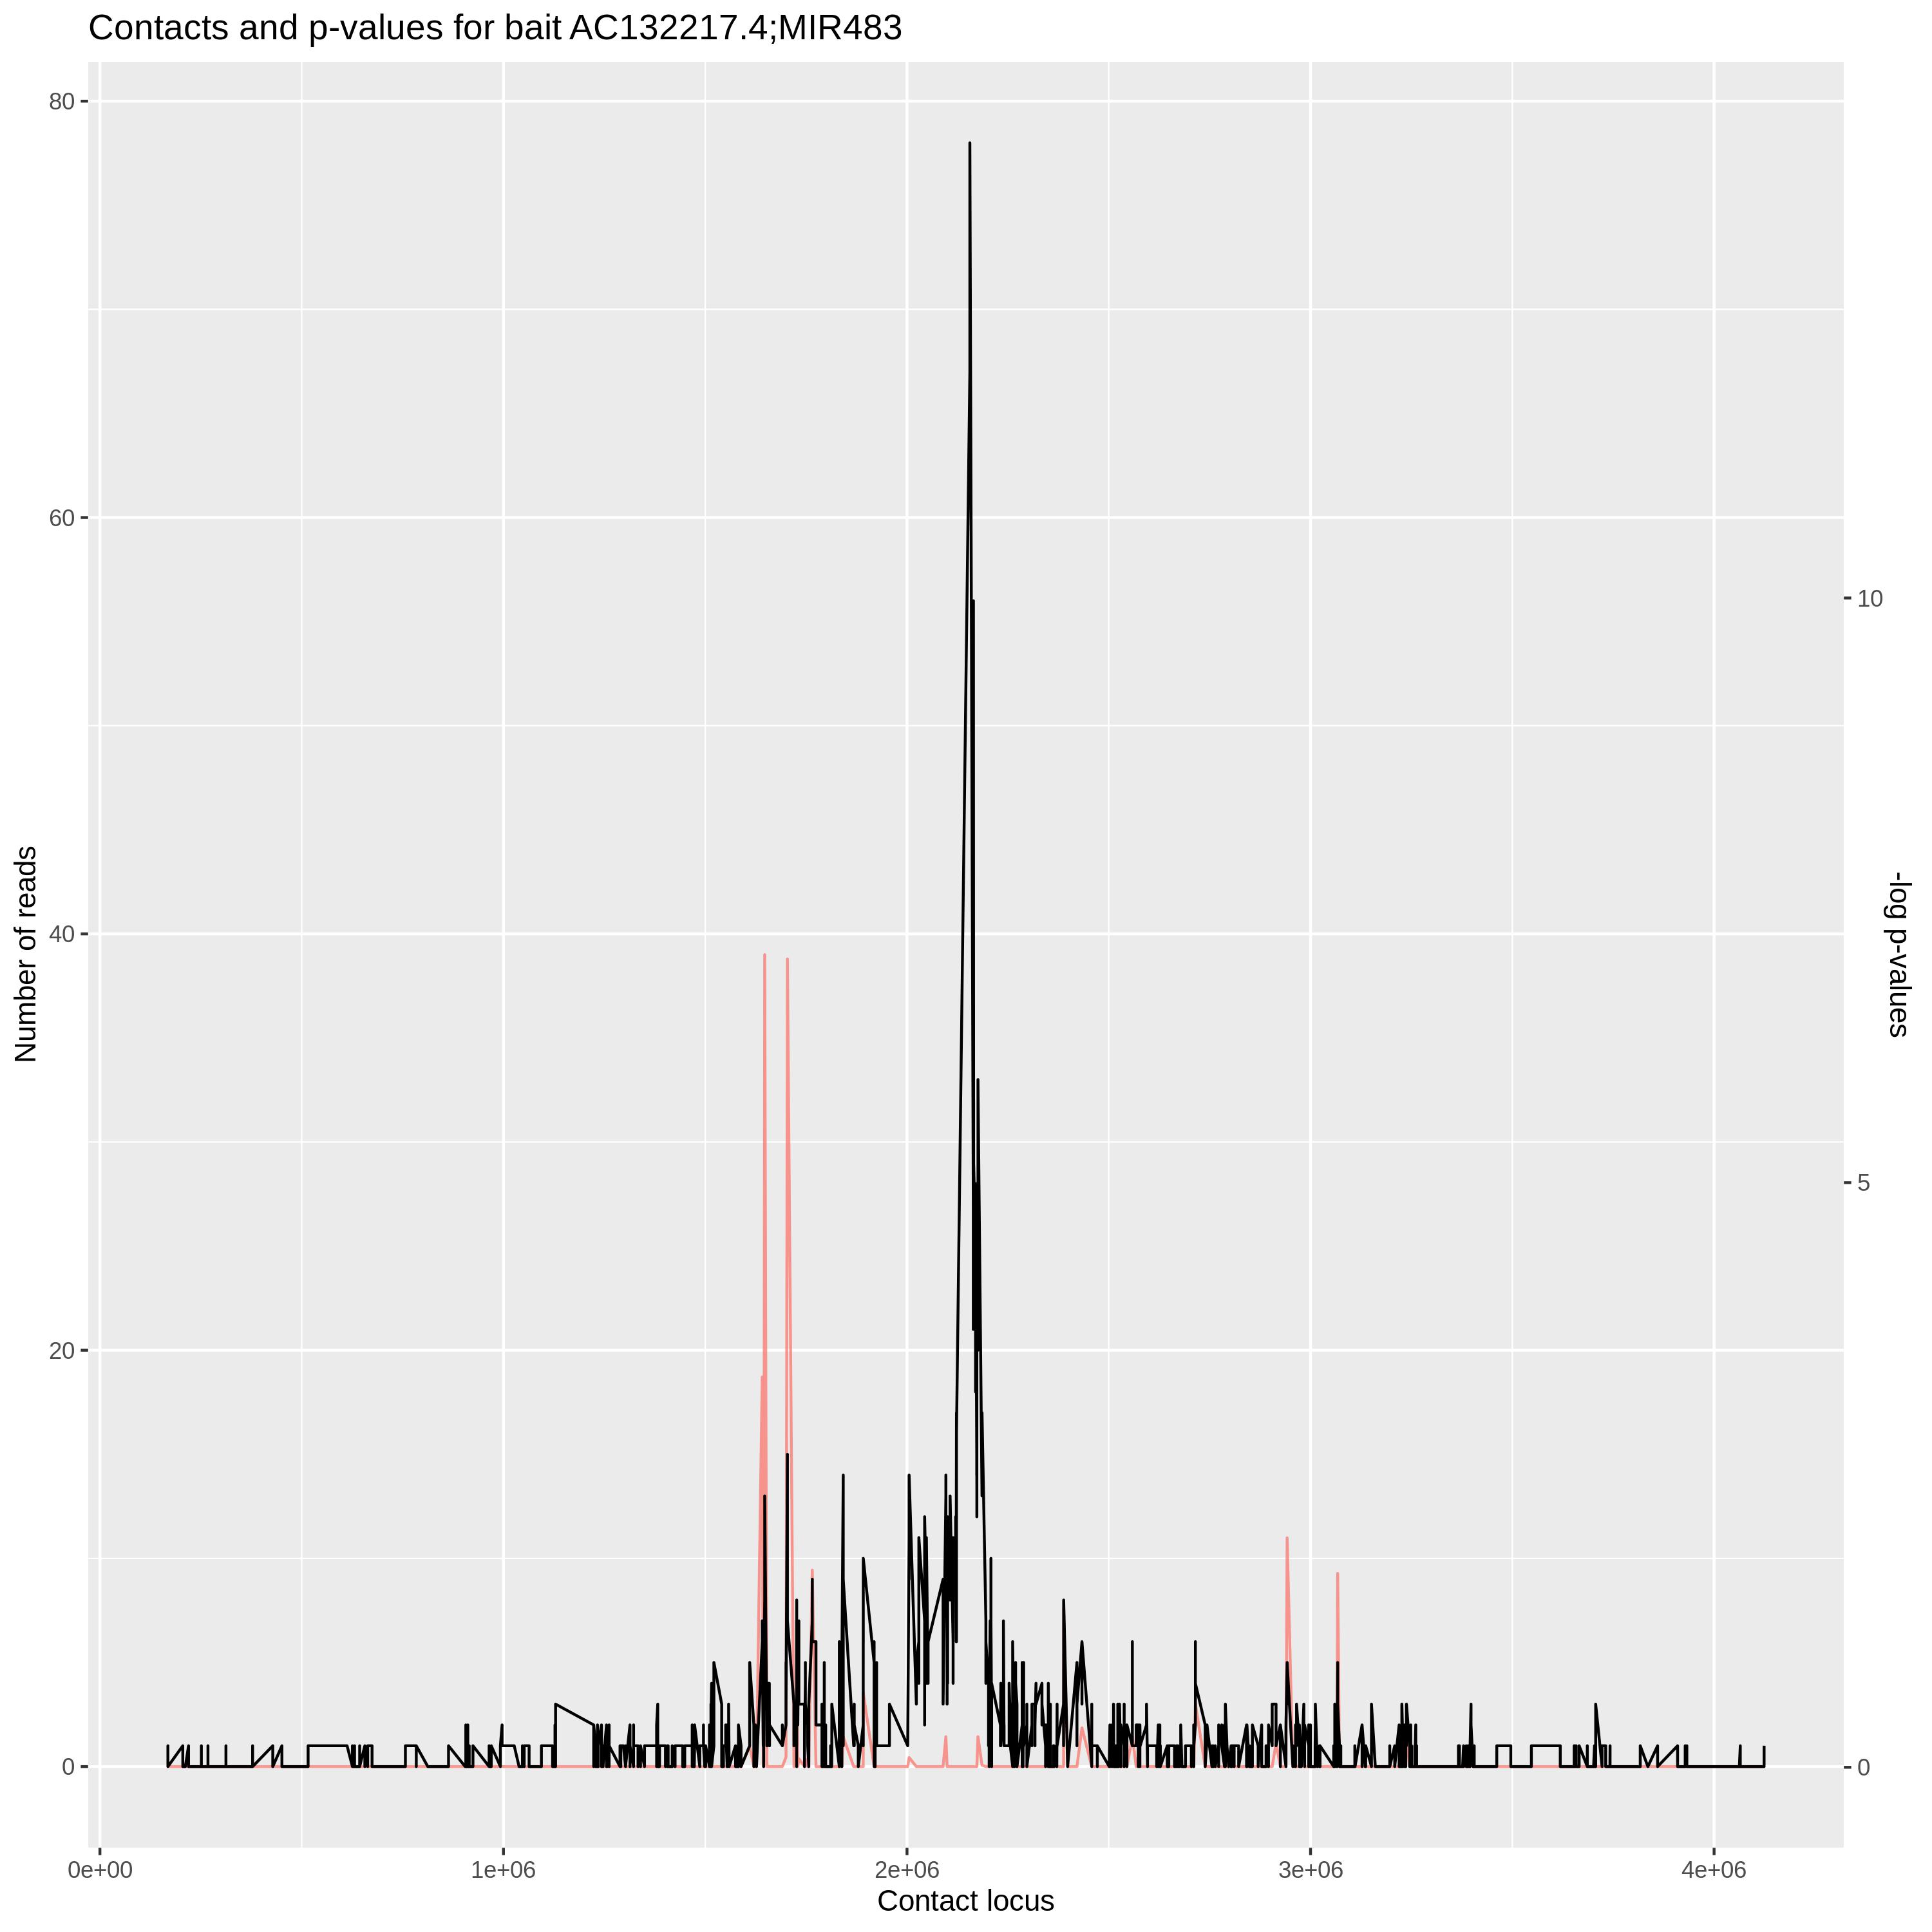 Contacts and p-values for bait AC132217.4;MIR483
80
60
40
20
0
Number of reads
10
5
0
-log p-values
0e+00 1e+06 2e+06 3e+06 4e+06
Contact locus